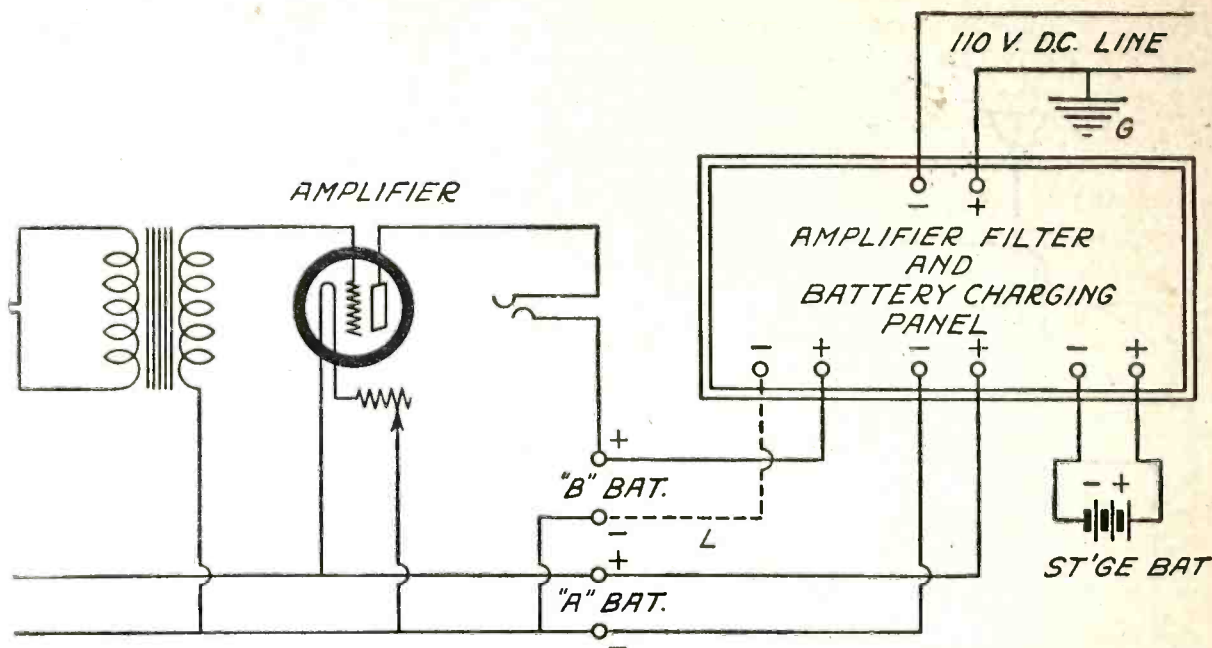 110 V. D.C. LINE
G
AMPLIFIER
- +
AMPLIFIER FILTER
AND
BATTERY CHARGING
PANEL
- + - + - +
+
"B" BAT.
-
L
+
"A" BAT.
-
- +
ST'GE BAT